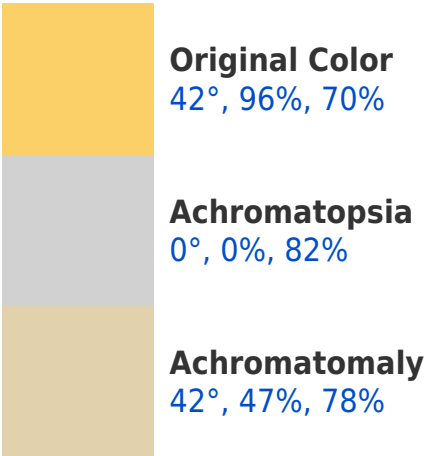 Original Color
42°, 96%, 70%
Achromatopsia
0°, 0%, 82%
Achromatomaly
42°, 47%, 78%